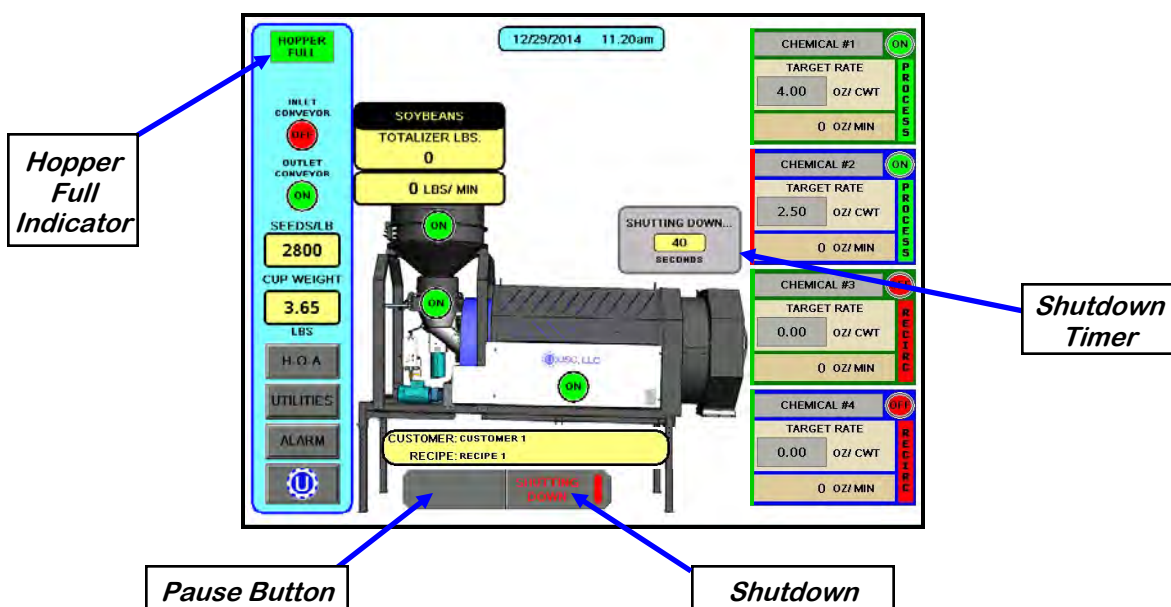 HOPPER
FULL
12/29/2014 11.20am
INLET
CONVEYOR
OFF
OUTLET
CONVEYOR
ON
SEEDS/LB
2800
CUP WEIGHT
3.65
LBS
H.O.A
UTILITIES
ALARM
U
SOYBEANS
TOTALIZER LBS.
0
0 LBS/ MIN
ON
ON
U USC, LLC
ON
SHUTTING DOWN...
40
SECONDS
CUSTOMER: CUSTOMER 1
RECIPE: RECIPE 1
SHUTTING
DOWN
CHEMICAL #1 ON
TARGET RATE
4.00 OZ/ CWT
0 OZ/ MIN
PROCESS
CHEMICAL #2 ON
TARGET RATE
2.50 OZ/ CWT
0 OZ/ MIN
PROCESS
CHEMICAL #3 OFF
TARGET RATE
0.00 OZ/ CWT
0 OZ/ MIN
RECIRC
CHEMICAL #4 OFF
TARGET RATE
0.00 OZ/ CWT
0 OZ/ MIN
RECIRC
Hopper
Full
Indicator
Shutdown
Timer
Pause Button
Shutdown